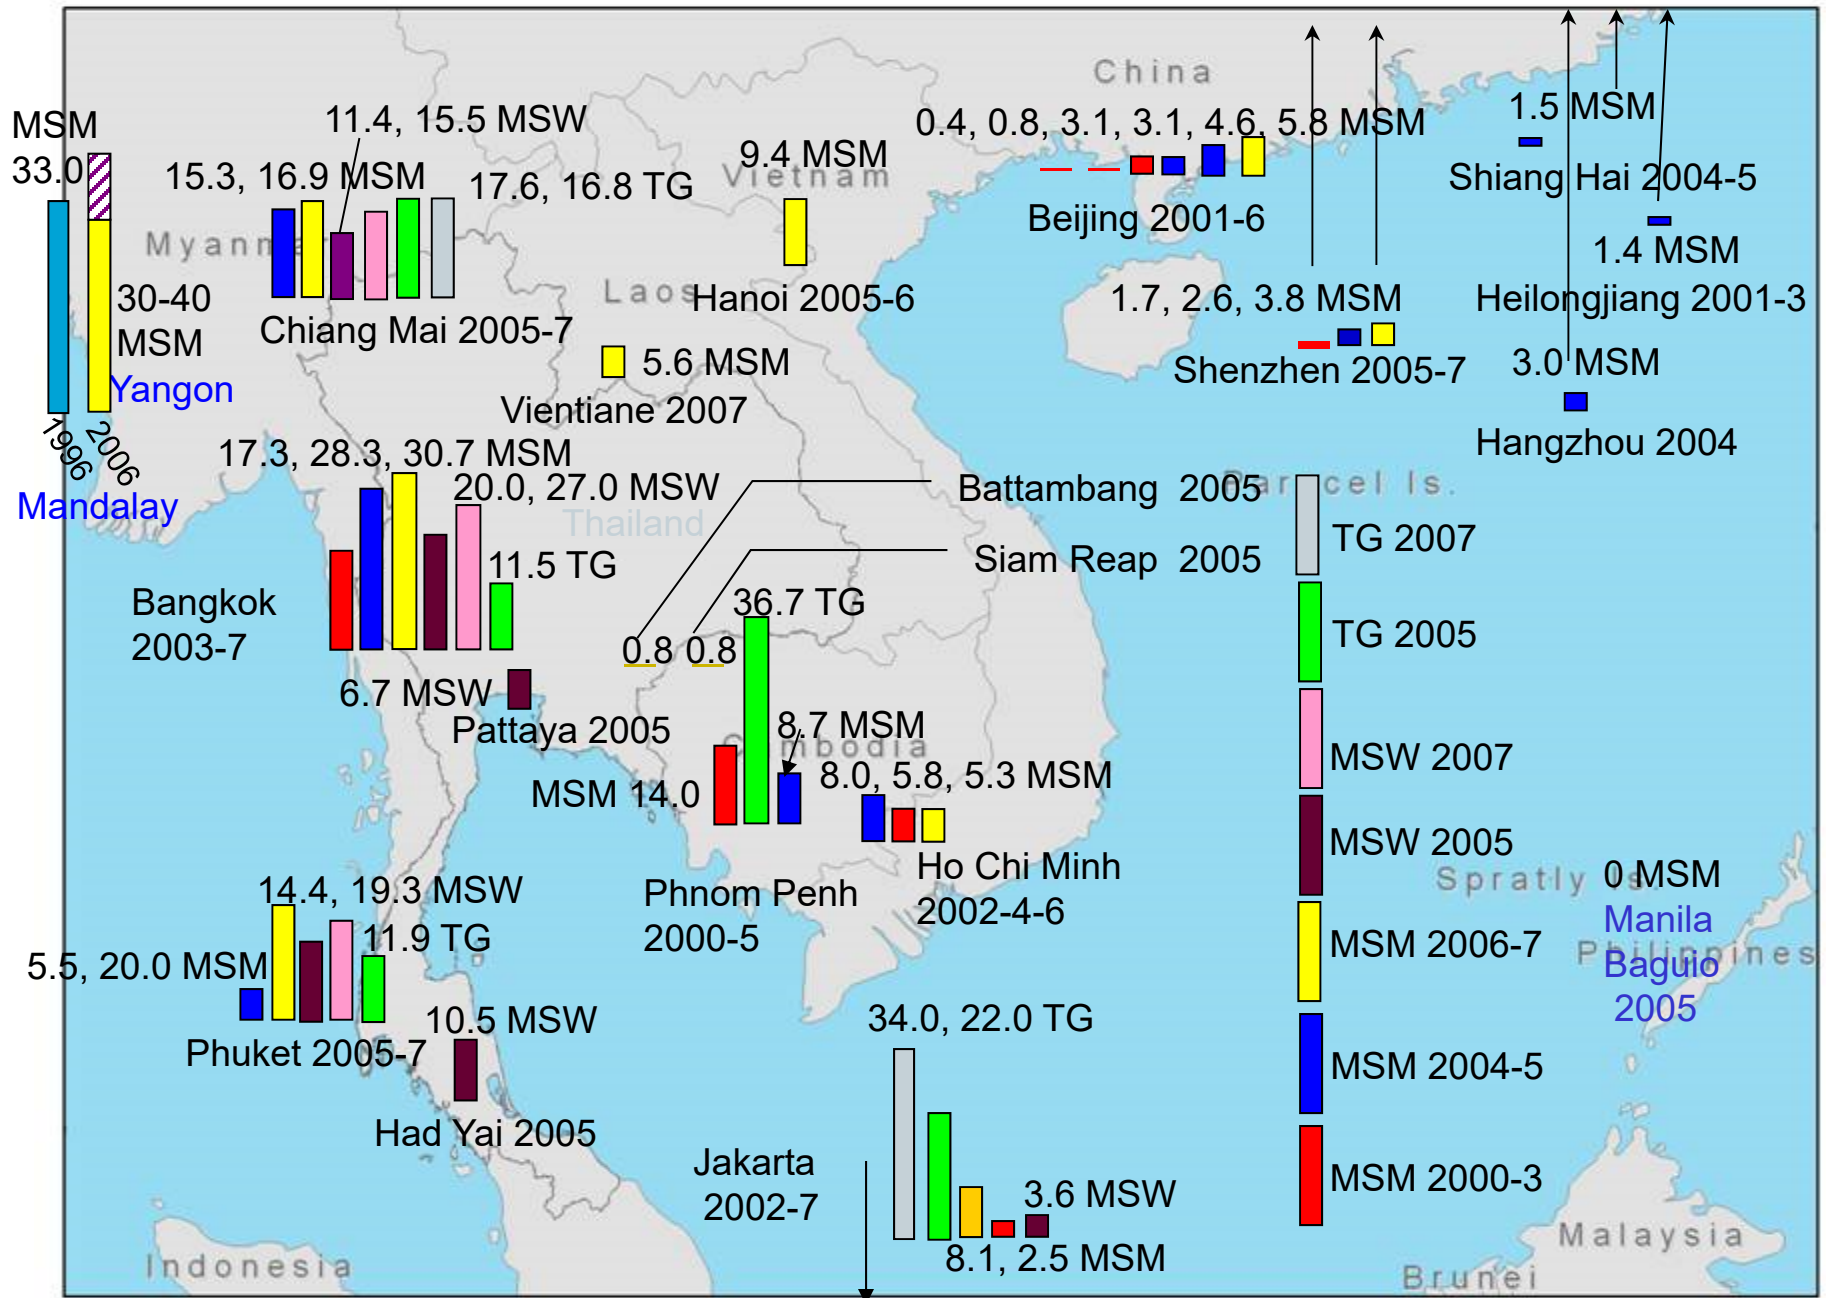 China
MSM
33.0
11.4, 15.5 MSW
15.3, 16.9 MSM
17.6, 16.8 TG
Myanmar
Chiang Mai 2005-7
30-40
MSM
Yangon
1996
2006
Mandalay
9.4 MSM
Vietnam
Hanoi 2005-6
Laos
5.6 MSM
Vientiane 2007
0.4, 0.8, 3.1, 3.1, 4.6, 5.8 MSM
Beijing 2001-6
1.5 MSM
Shiang Hai 2004-5
1.4 MSM
Heilongjiang 2001-3
1.7, 2.6, 3.8 MSM
Shenzhen 2005-7
3.0 MSM
Hangzhou 2004
17.3, 28.3, 30.7 MSM
20.0, 27.0 MSW
Thailand
11.5 TG
Bangkok
2003-7
6.7 MSW
Pattaya 2005
Battambang 2005
Siam Reap 2005
Paracel Is.
0.8 0.8
36.7 TG
8.7 MSM
Cambodia
MSM 14.0
8.0, 5.8, 5.3 MSM
Phnom Penh
2000-5
Ho Chi Minh
2002-4-6
TG 2007
TG 2005
MSW 2007
MSW 2005
MSM 2006-7
MSM 2004-5
MSM 2000-3
Spratly Is.
0 MSM
Manila
Philippines
Baguio
2005
14.4, 19.3 MSW
11.9 TG
5.5, 20.0 MSM
Phuket 2005-7
10.5 MSW
Had Yai 2005
34.0, 22.0 TG
Jakarta
2002-7
3.6 MSW
8.1, 2.5 MSM
Indonesia
Malaysia
Brunei